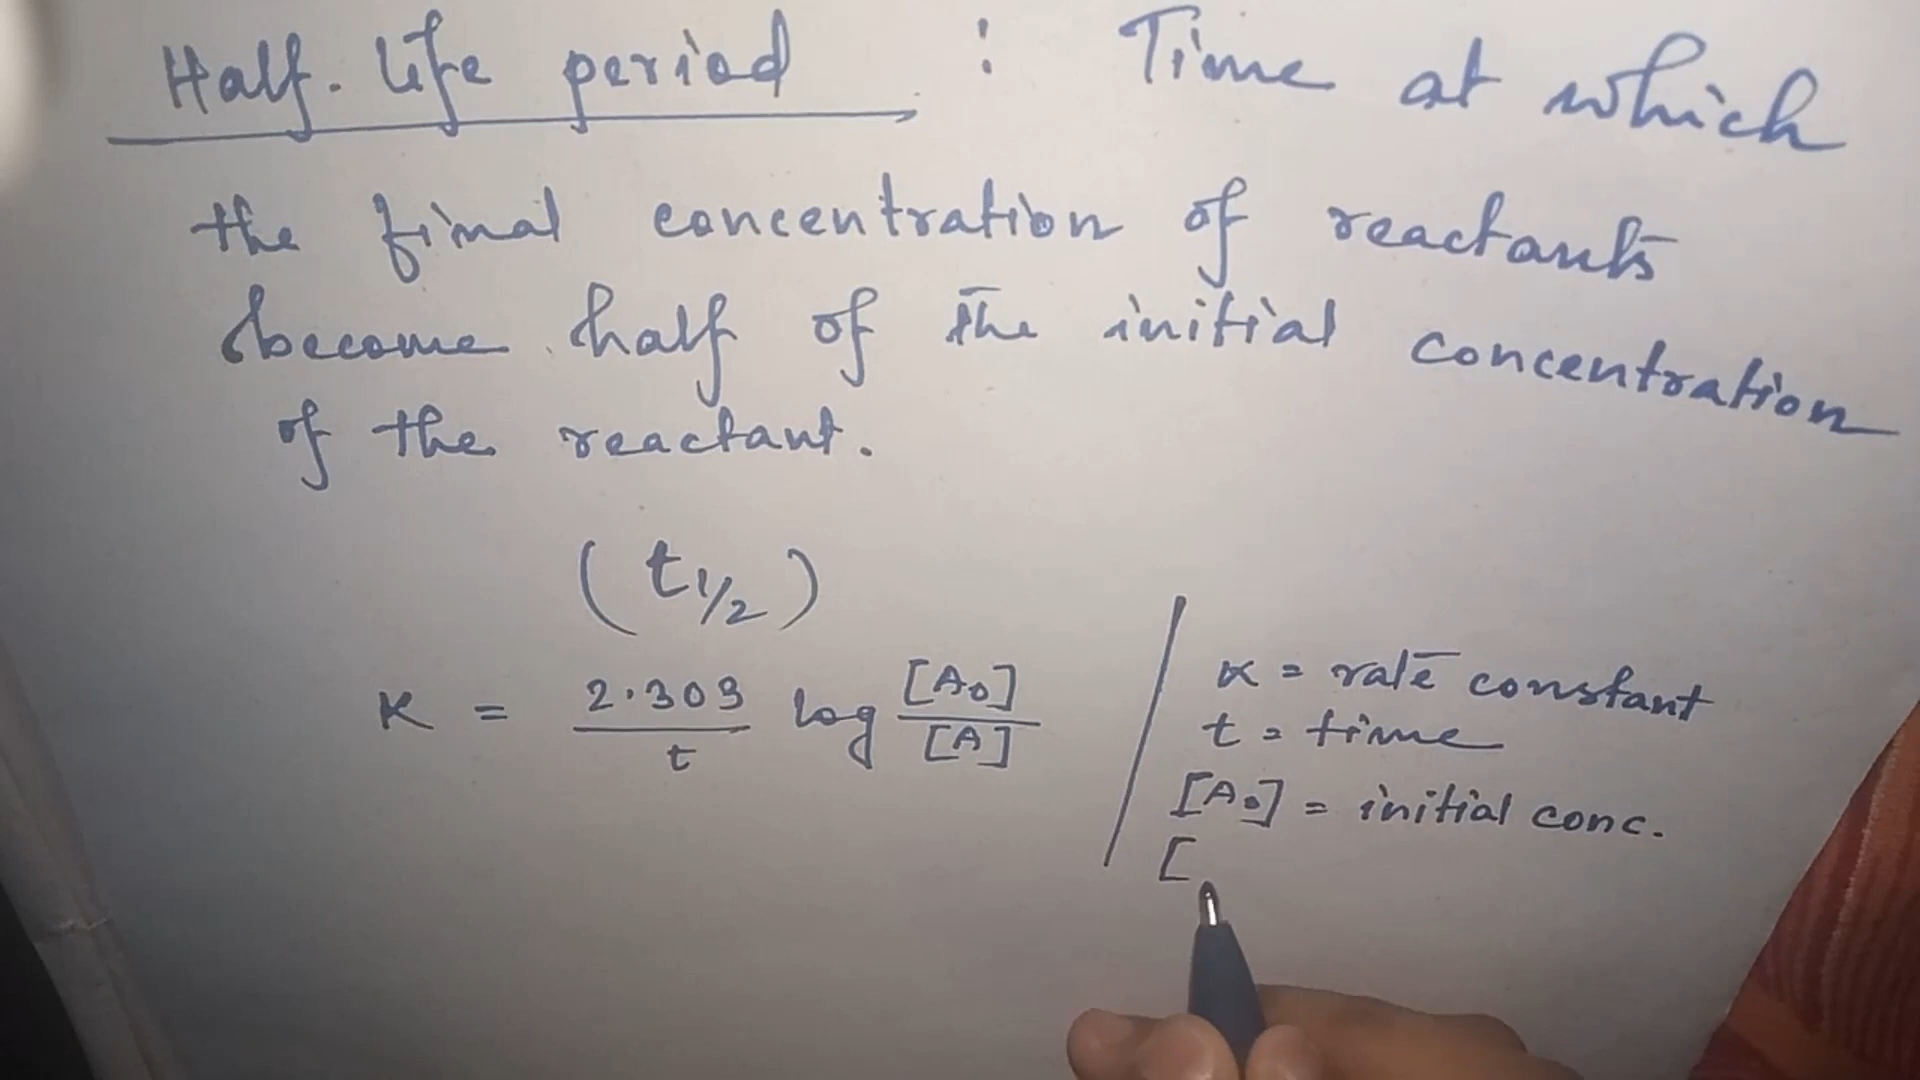 Half-life period : Time at which
the final concentration of reactants
become half of the initial concentration
of the reactant.
(t1/2)
K = 2.303/t log [A0]/[A]
K = rate constant
t = time
[A0] = initial conc.
[